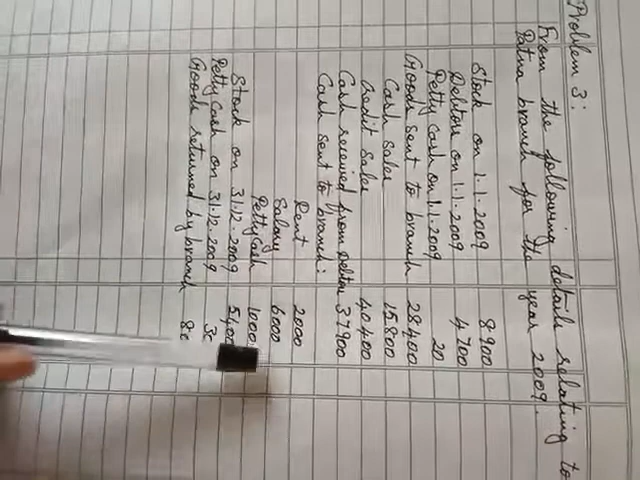 Problem 3:
From the following details relating to
Patna branch for the year 2009.
Stock on 1.1.2009 8900
Debtors on 1.1.2009 4700
Petty cash on 1.1.2009 20
Goods sent to branch 28400
Cash sales 15800
Credit sales 40400
Cash received from debtors 37900
Cash sent to branch:
Rent 2000
Salary 6000
Petty Cash 1000
Stock on 31.12.2009 5400
Petty cash on 31.12.2009
Goods returned by branch